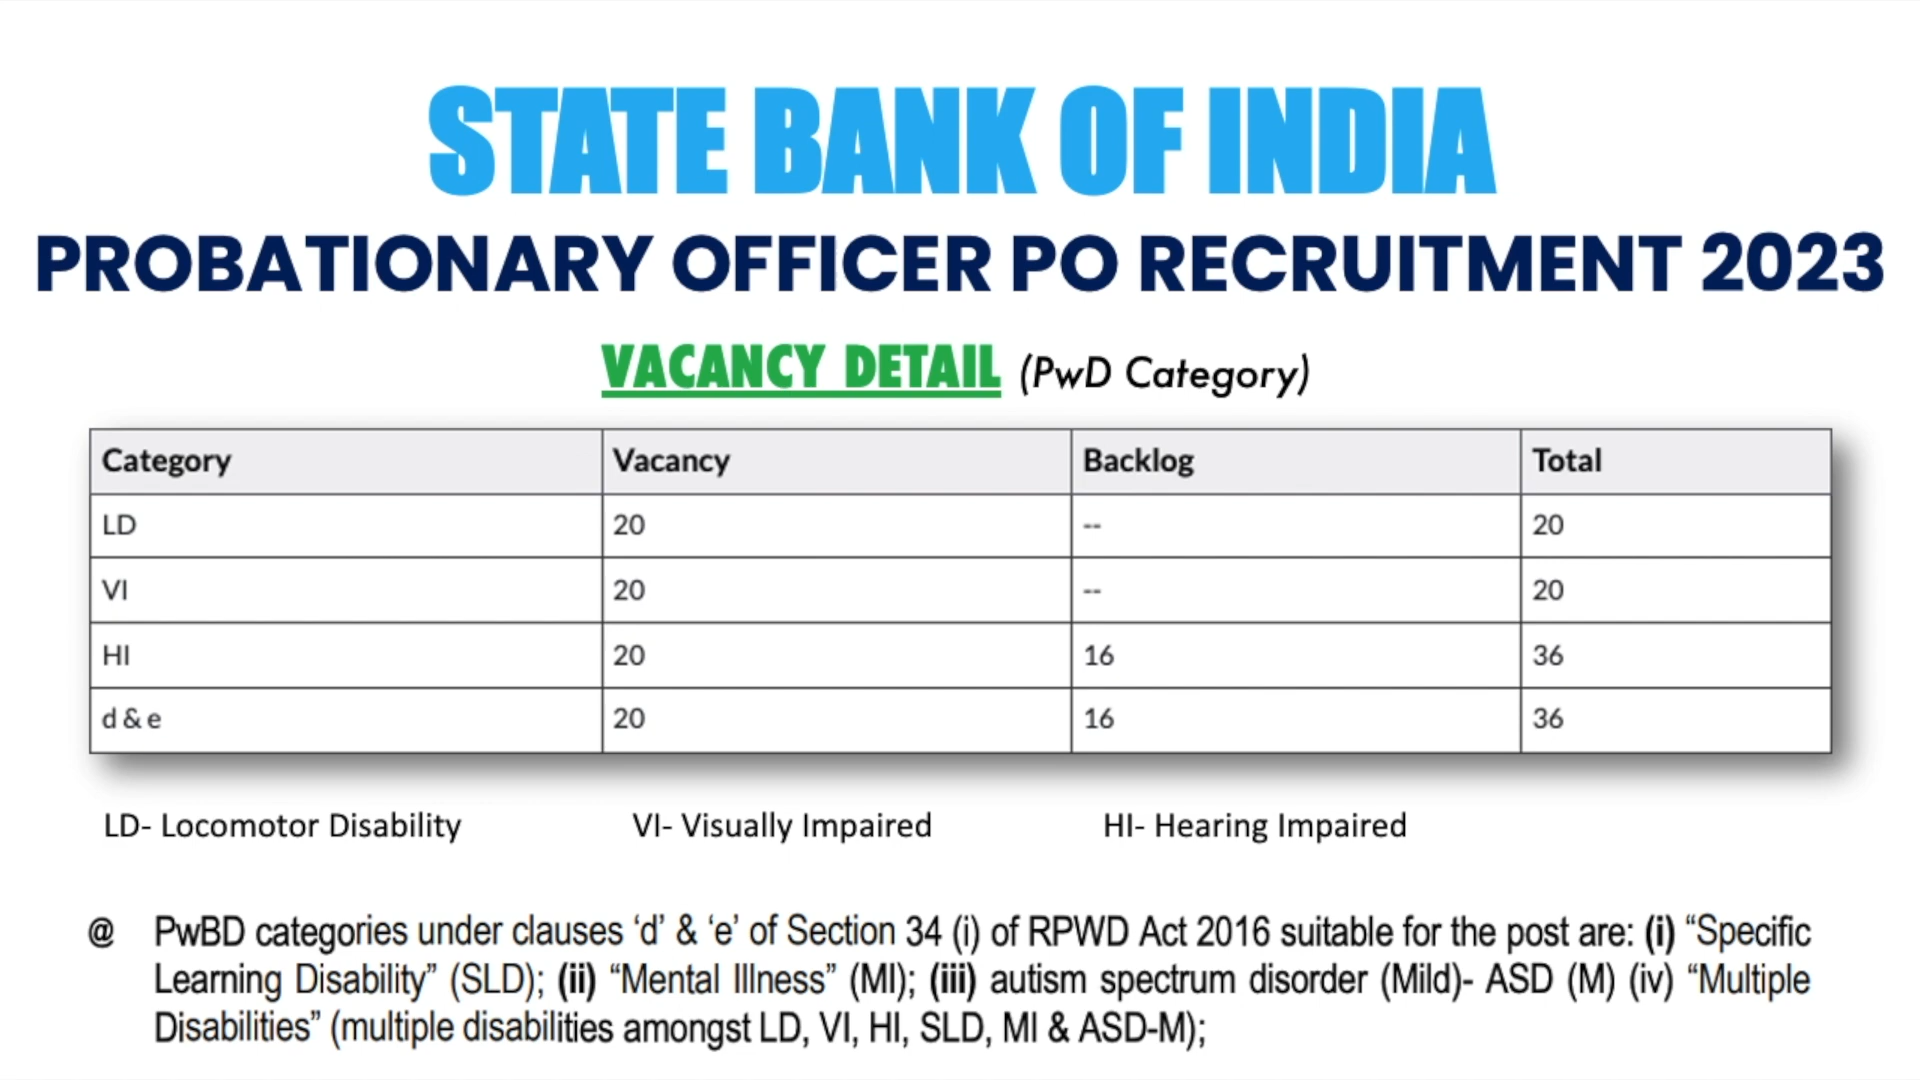 STATE BANK OF INDIA
PROBATIONARY OFFICER PO RECRUITMENT 2023
VACANCY DETAIL (PwD Category)
Category Vacancy Backlog Total
LD 20 -- 20
VI 20 -- 20
HI 20 16 36
d & e 20 16 36
LD- Locomotor Disability VI- Visually Impaired HI- Hearing Impaired
@ PwBD categories under clauses ‘d’ & ‘e’ of Section 34 (i) of RPWD Act 2016 suitable for the post are: (i) “Specific
Learning Disability” (SLD); (ii) “Mental Illness” (MI); (iii) autism spectrum disorder (Mild)- ASD (M) (iv) “Multiple
Disabilities” (multiple disabilities amongst LD, VI, HI, SLD, MI & ASD-M);